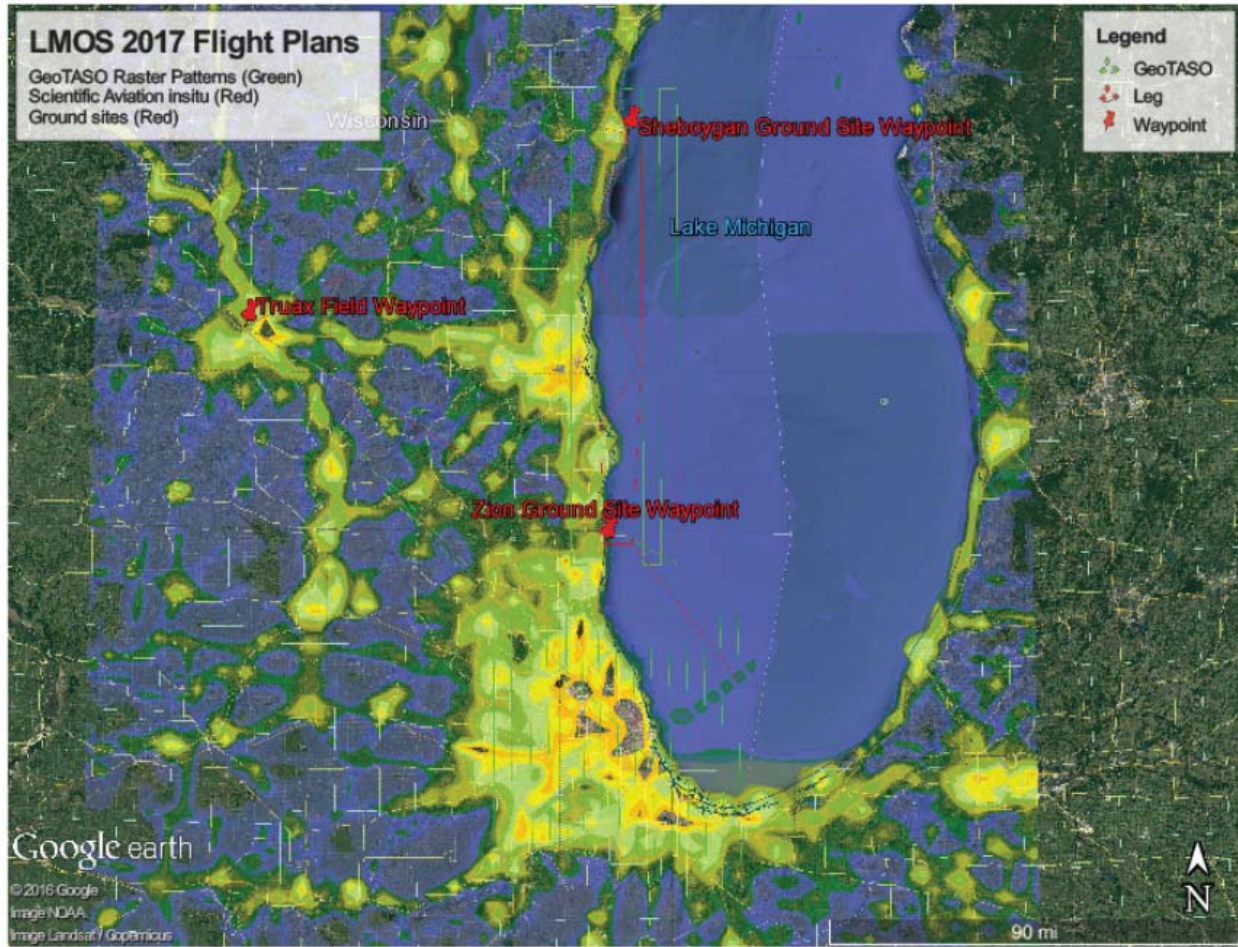 LMOS 2017 Flight Plans
GeoTASO Raster Patterns (Green)
Scientific Aviation insitu (Red)
Ground sites (Red)
Legend
GeoTASO
Leg
Waypoint
Wisconsin
Sheboygan Ground Site Waypoint
Lake Michigan
Truax Field Waypoint
Zion Ground Site Waypoint
Google earth
© 2016 Google
Image NOAA
Image Landsat / Copernicus
N
90 mi